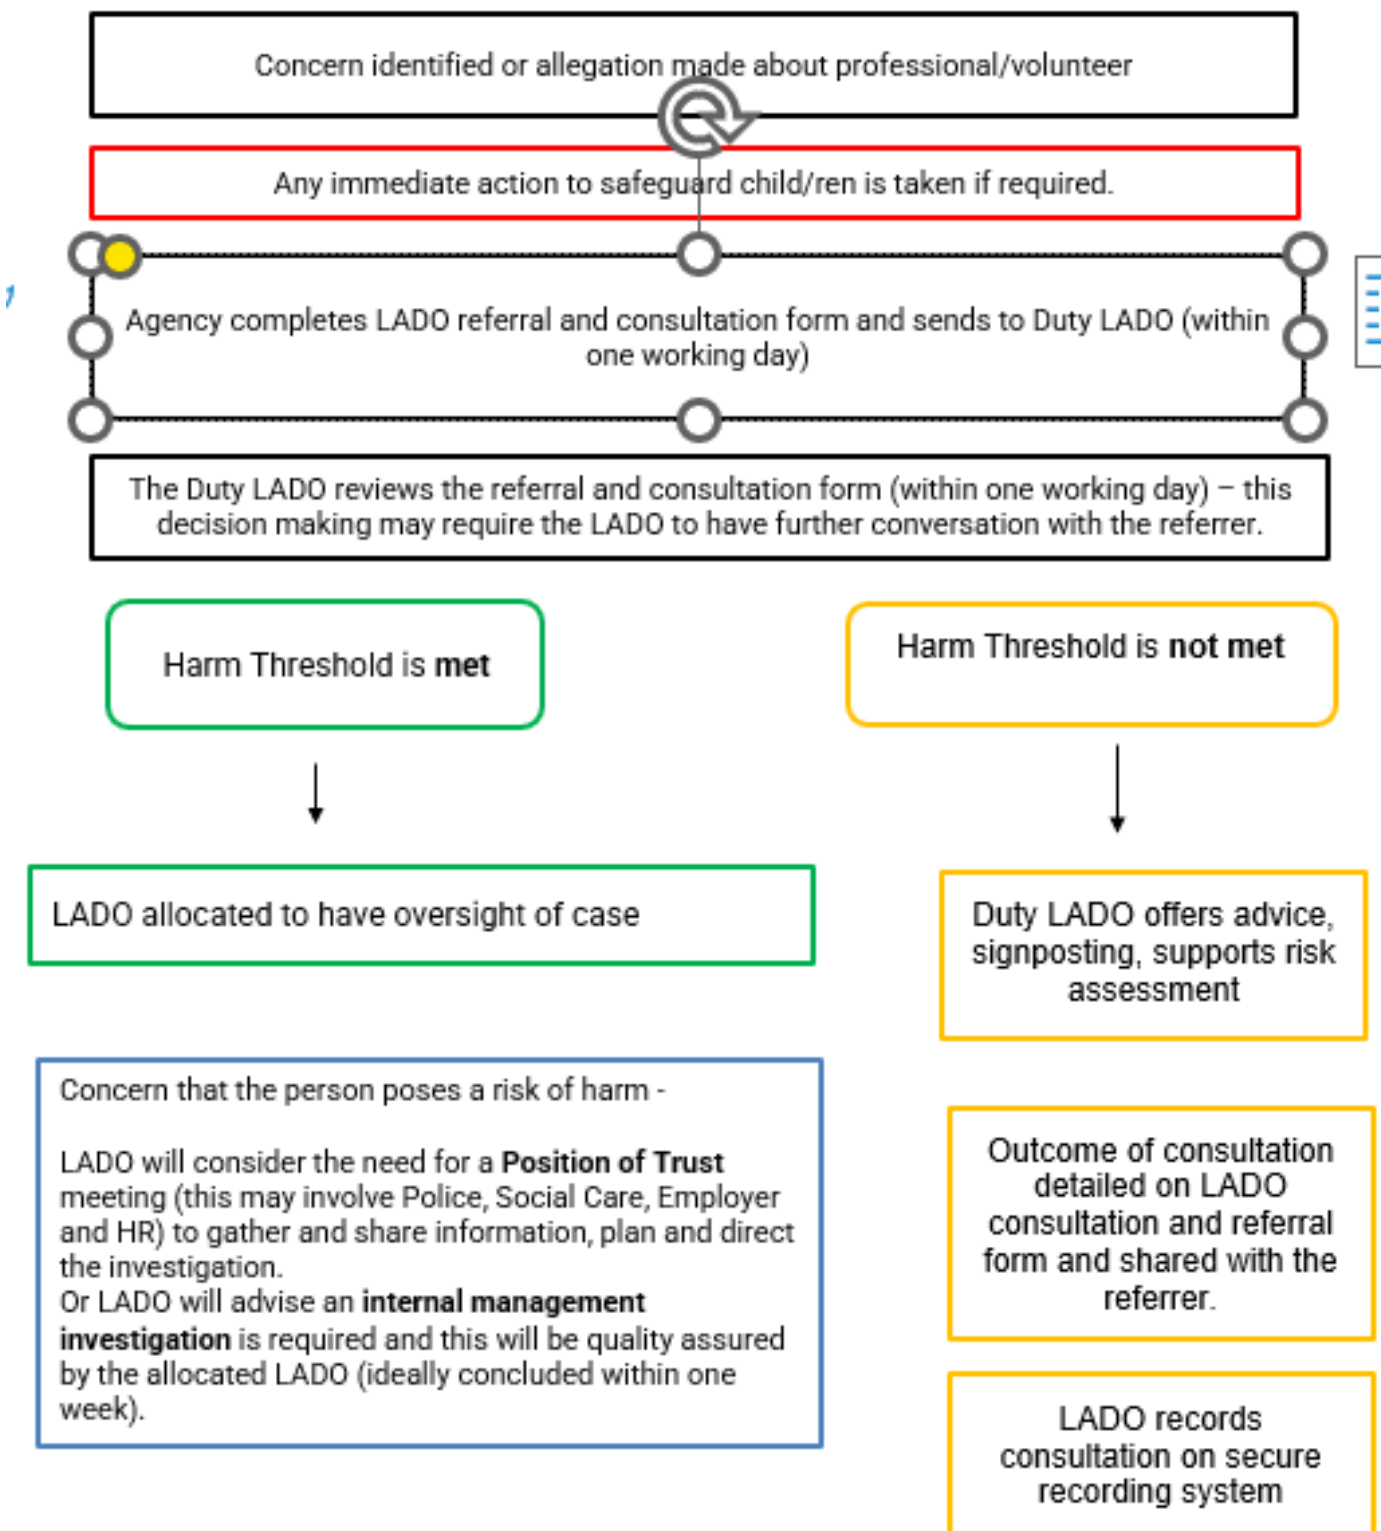 Concern identified or allegation made about professional/volunteer
Any immediate action to safeguard child/ren is taken if required.
Agency completes LADO referral and consultation form and sends to Duty LADO (within
one working day)
The Duty LADO reviews the referral and consultation form (within one working day) – this
decision making may require the LADO to have further conversation with the referrer.
Harm Threshold is met
Harm Threshold is not met
LADO allocated to have oversight of case
Duty LADO offers advice,
signposting, supports risk
assessment
Concern that the person poses a risk of harm -
LADO will consider the need for a Position of Trust
meeting (this may involve Police, Social Care, Employer
and HR) to gather and share information, plan and direct
the investigation.
Or LADO will advise an internal management
investigation is required and this will be quality assured
by the allocated LADO (ideally concluded within one
week).
Outcome of consultation
detailed on LADO
consultation and referral
form and shared with the
referrer.
LADO records
consultation on secure
recording system